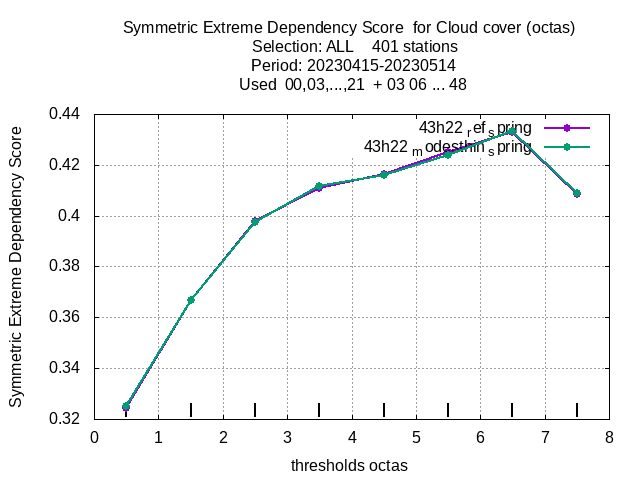 Symmetric Extreme Dependency Score  for Cloud cover (octas)
Selection: ALL    401 stations
Period: 20230415-20230514
Used  00,03,...,21  + 03 06 ... 48
43h22 ref spring
43h22 modesthin spring
Symmetric Extreme Dependency Score
0.44
0.42
0.4
0.38
0.36
0.34
0.32
0 1 2 3 4 5 6 7 8
thresholds octas